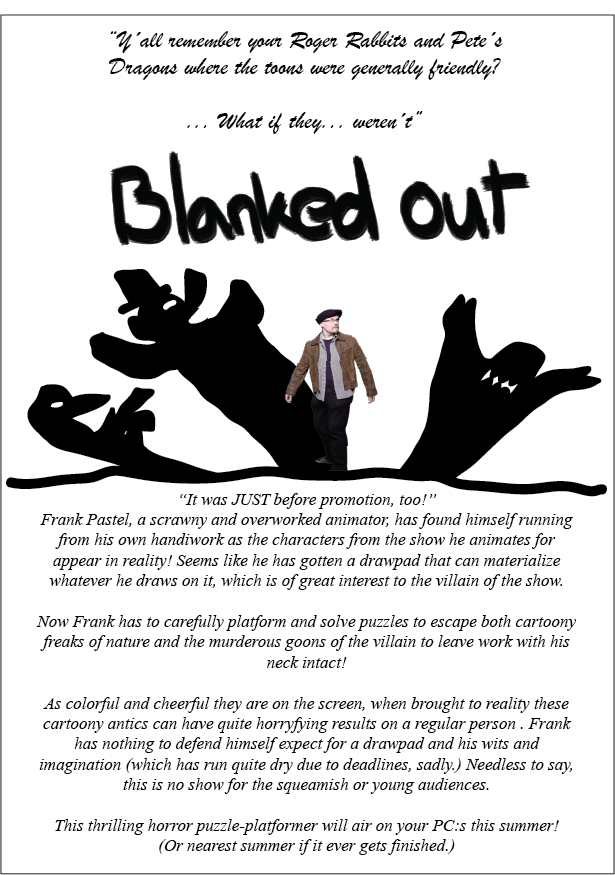 "Y´all remember your Roger Rabbits and Pete´s
Dragons where the toons were generally friendly?
... What if they... weren´t"
Blanked out
"It was JUST before promotion, too!"
Frank Pastel, a scrawny and overworked animator, has found himself running
from his own handiwork as the characters from the show he animates for
appear in reality! Seems like he has gotten a drawpad that can materialize
whatever he draws on it, which is of great interest to the villain of the show.
Now Frank has to carefully platform and solve puzzles to escape both cartoony
freaks of nature and the murderous goons of the villain to leave work with his
neck intact!
As colorful and cheerful they are on the screen, when brought to reality these
cartoony antics can have quite horryfying results on a regular person . Frank
has nothing to defend himself expect for a drawpad and his wits and
imagination (which has run quite dry due to deadlines, sadly.) Needless to say,
this is no show for the squeamish or young audiences.
This thrilling horror puzzle-platformer will air on your PC:s this summer!
(Or nearest summer if it ever gets finished.)